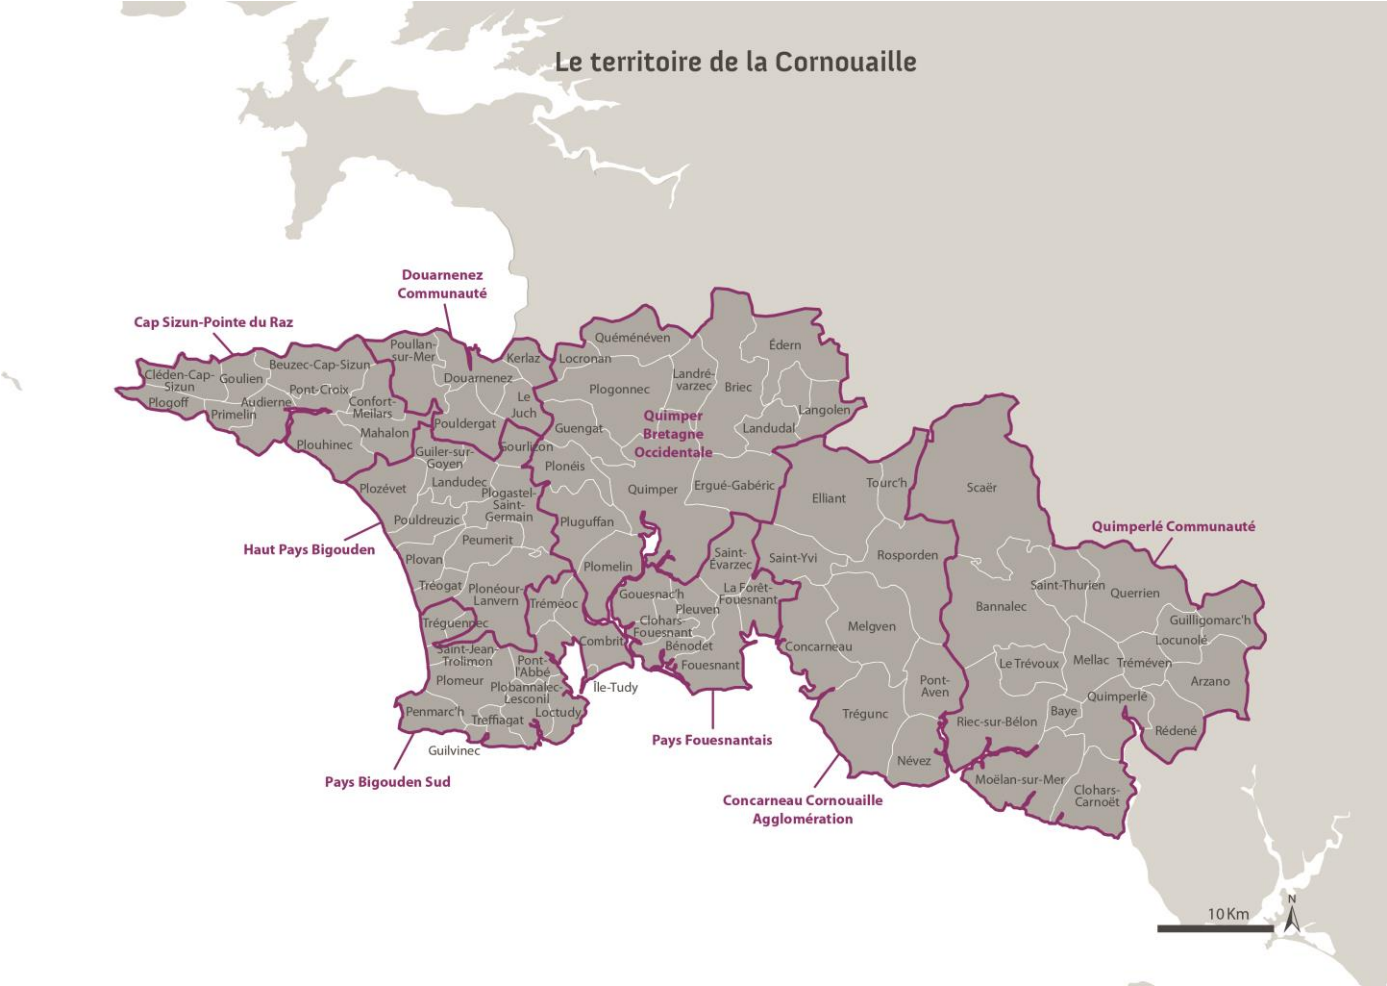 Le territoire de la Cornouaille
Douarnenez
Communauté
Cap Sizun-Pointe du Raz
Quéménéven
Édern
Poullan-
sur-Mer
Kerlaz
Locronan
Beuzec-Cap-Sizun
Cléden-Cap-
Sizun
Goulien
Douarnenez
Landré-
varzec
Briec
Plogonnec
Pont-Croix
Plogoff
Audierne
Confort-
Meilars
Le
Juch
Primelin
Langolen
Quimper
Bretagne
Occidentale
Pouldergat
Guengat
Landudal
Mahalon
Plouhinec
Gourlizon
Guiler-sur-
Goyen
Plonéis
Landudec
Plozévet
Quimper
Ergué-Gabéric
Tourc'h
Elliant
Scaër
Plogastel-
Saint-
Germain
Pouldreuzic
Pluguffan
Quimperlé Communauté
Peumerit
Haut Pays Bigouden
Plovan
Plomelin
Saint-
Évarzec
Saint-Yvi
Rosporden
Tréogat
Plonéour-
Lanvern
Tréméoc
Gouesnac'h
La Forêt-
Fouesnant
Pleuven
Saint-Thurien
Querrien
Bannalec
Tréguennec
Clohars-
Fouesnant
Melgven
Guilligomarc'h
Locunolé
Combrit
Bénodet
Concarneau
Saint-Jean-
Trolimon
Pont-
l'Abbé
Fouesnant
Le Trévoux
Mellac
Tréméven
Arzano
Plomeur
Plobannalec-
Lesconil
Île-Tudy
Pont-
Aven
Quimperlé
Penmarc'h
Treffiagat
Loctudy
Trégunc
Riec-sur-Bélon
Baye
Rédené
Guilvinec
Pays Fouesnantais
Névez
Pays Bigouden Sud
Moëlan-sur-Mer
Clohars-
Carnoët
Concarneau Cornouaille
Agglomération
10 Km
N